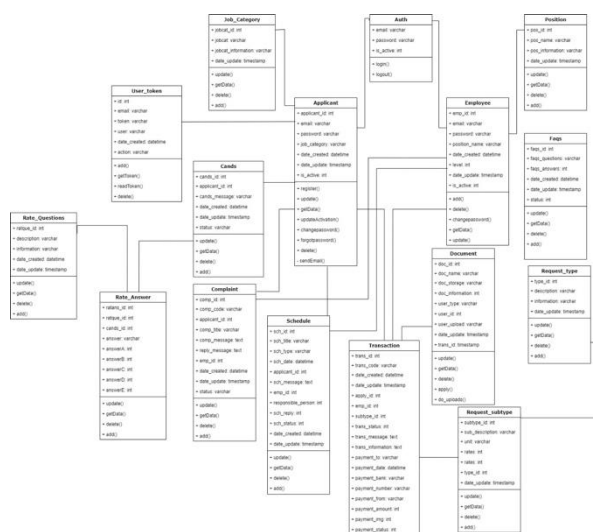 Job_Category
+ jobcat_id: int
+ jobcat: varchar
+ jobcat_information: varchar
+ date_update: timestamp
+ update()
+ getData()
+ delete()
+ add()
Auth
+ email: varchar
+ password: varchar
+ is_active: int
+ login()
+ logout()
Position
+ pos_id: int
+ pos_name: varchar
+ pos_information: varchar
+ date_update: timestamp
+ update()
+ getData()
+ delete()
+ add()
User_token
+ id: int
+ email: varchar
+ token: varchar
+ user: varchar
+ date_created: datetime
+ action: varchar
+ add()
+ getToken()
+ readToken()
+ delete()
Applicant
+ applicant_id: int
+ email: varchar
+ password: varchar
+ job_category: varchar
+ date_created: datetime
+ date_update: timestamp
+ is_active: int
+ register()
+ update()
+ getData()
+ updateActivation()
+ changepassword()
+ forgotpassword()
+ delete()
+ sendEmail()
Employee
+ emp_id: int
+ email: varchar
+ password: varchar
+ position_name: varchar
+ date_created: datetime
+ level: int
+ date_update: timestamp
+ is_active: int
+ add()
+ delete()
+ changepassword()
+ getData()
+ update()
Faqs
+ faqs_id: int
+ faqs_questions: varchar
+ faqs_answer: int
+ date_created: datetime
+ date_update: timestamp
+ status: int
+ update()
+ getData()
+ delete()
+ add()
Cands
+ cands_id: int
+ applicant_id: int
+ cands_message: varchar
+ date_created: datetime
+ date_update: timestamp
+ status: varchar
+ update()
+ getData()
+ delete()
+ add()
Rate_Questions
+ ratque_id: int
+ description: varchar
+ information: varchar
+ date_created: datetime
+ date_update: timestamp
+ update()
+ getData()
+ delete()
+ add()
Rate_Answer
+ ratans_id: int
+ ratque_id: int
+ cands_id: int
+ answer: varchar
+ answerA: int
+ answerB: int
+ answerC: int
+ answerD: int
+ answerE: int
+ update()
+ getData()
+ delete()
+ add()
Complaint
+ comp_id: int
+ comp_code: varchar
+ applicant_id: int
+ comp_title: varchar
+ comp_message: text
+ reply_message: text
+ emp_id: int
+ date_created: datetime
+ date_update: timestamp
+ status: varchar
+ update()
+ getData()
+ delete()
+ add()
Schedule
+ sch_id: int
+ sch_title: varchar
+ sch_type: varchar
+ sch_date: datetime
+ applicant_id: int
+ sch_message: text
+ emp_id: int
+ responsible_person: int
+ sch_reply: int
+ sch_status: int
+ date_created: datetime
+ date_update: timestamp
+ update()
+ getData()
+ delete()
+ add()
Document
+ doc_id: int
+ doc_name: varchar
+ doc_storage: varchar
+ doc_information: int
+ user_type: varchar
+ user_id: int
+ user_upload: varchar
+ date_update: timestamp
+ trans_id: timestamp
+ update()
+ getData()
+ delete()
+ apply()
+ do_uploads()
Request_type
+ type_id: int
+ description: varchar
+ information: varchar
+ date_update: timestamp
+ update()
+ getData()
+ delete()
+ add()
Transaction
+ trans_id: int
+ trans_code: varchar
+ date_created: datetime
+ date_update: timestamp
+ apply_id: int
+ emp_id: int
+ subtype_id: int
+ trans_status: int
+ trans_message: text
+ trans_information: text
+ payment_to: varchar
+ payment_date: datetime
+ payment_bank: varchar
+ payment_number: varchar
+ payment_from: varchar
+ payment_amount: int
+ payment_img: int
+ payment_status: int
Request_subtype
+ subtype_id: int
+ sub_description: varchar
+ unit: varchar
+ rates: int
+ rates: int
+ type_id: int
+ date_update: timestamp
+ update()
+ getData()
+ delete()
+ add()